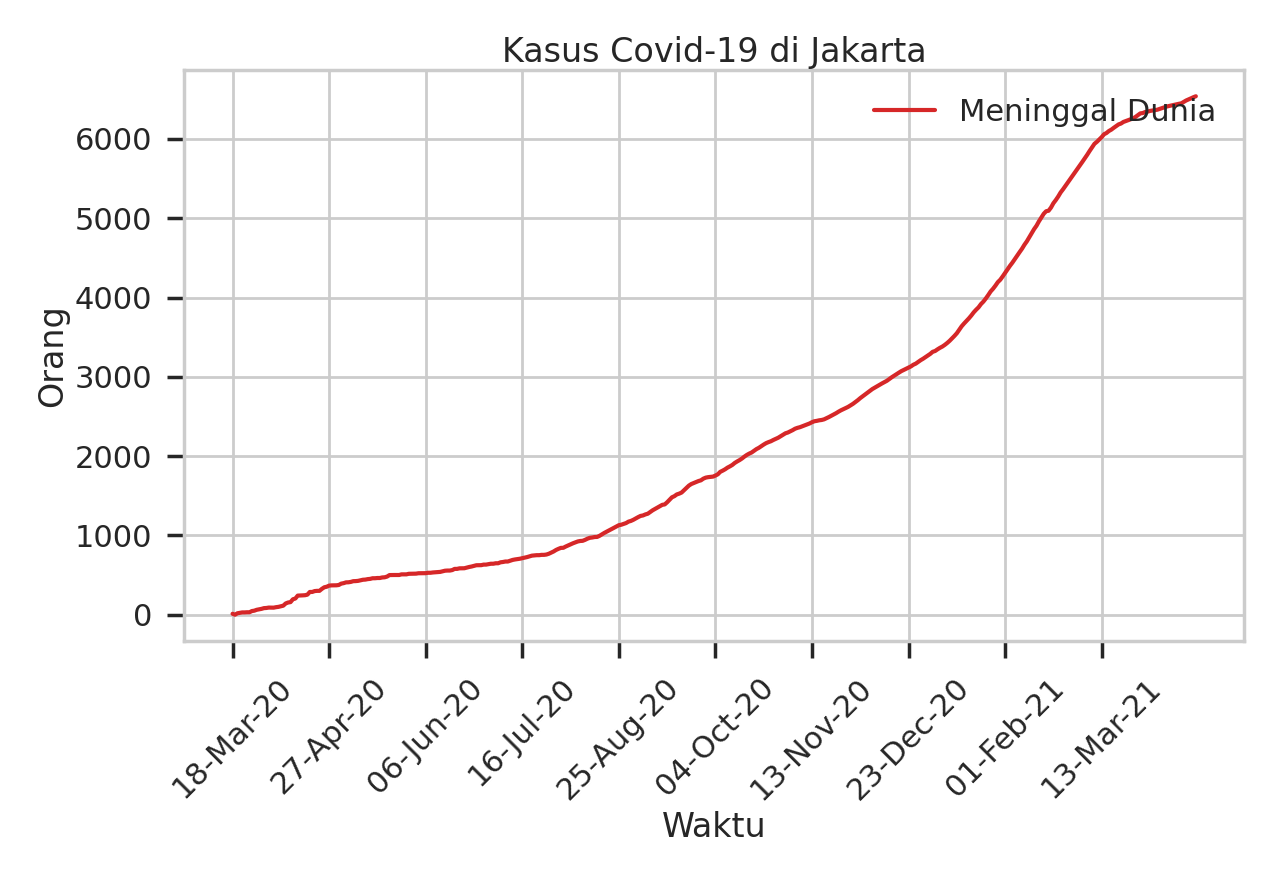 Kasus Covid-19 di Jakarta
Meninggal Dunia
6000
5000
4000
3000
2000
1000
0
Orang
18-Mar-20
27-Apr-20
06-Jun-20
16-Jul-20
25-Aug-20
04-Oct-20
13-Nov-20
23-Dec-20
01-Feb-21
13-Mar-21
Waktu